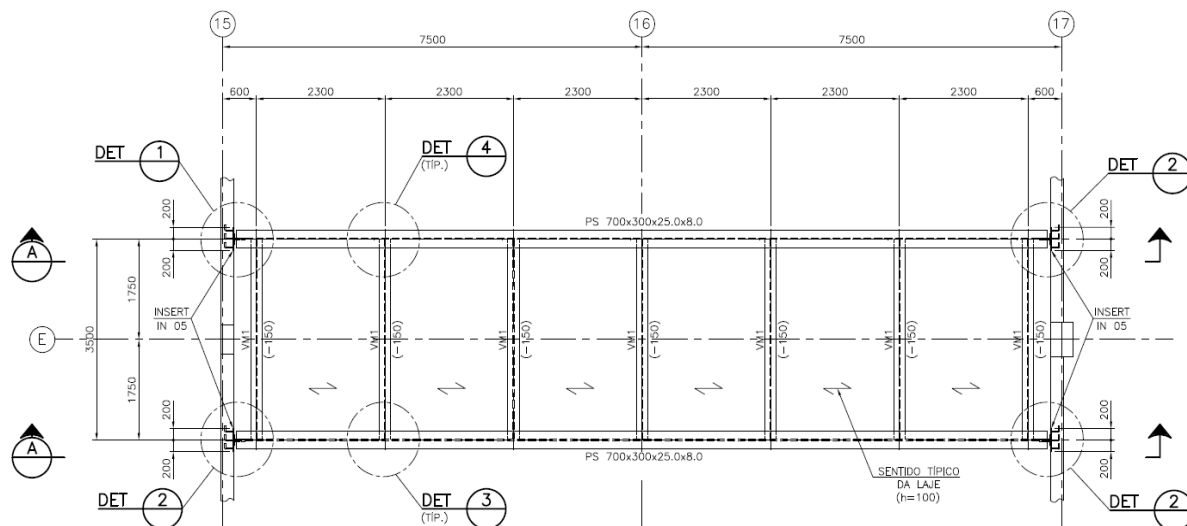 15
16
17
7500
7500
600
2300
2300
2300
2300
2300
2300
600
DET 1
DET 4
(TÍP.)
DET 2
200
200
PS 700x300x25.0x8.0
200
200
A
1750
INSERT
IN 05
INSERT
IN 05
E
3500
VM1
(-150)
VM1
(-150)
VM1
(-150)
VM1
(-150)
VM1
(-150)
VM1
(-150)
VM1
(-150)
1750
200
200
A
200
200
PS 700x300x25.0x8.0
SENTIDO TÍPICO
DA LAJE
(h=100)
DET 2
DET 3
(TÍP.)
DET 2